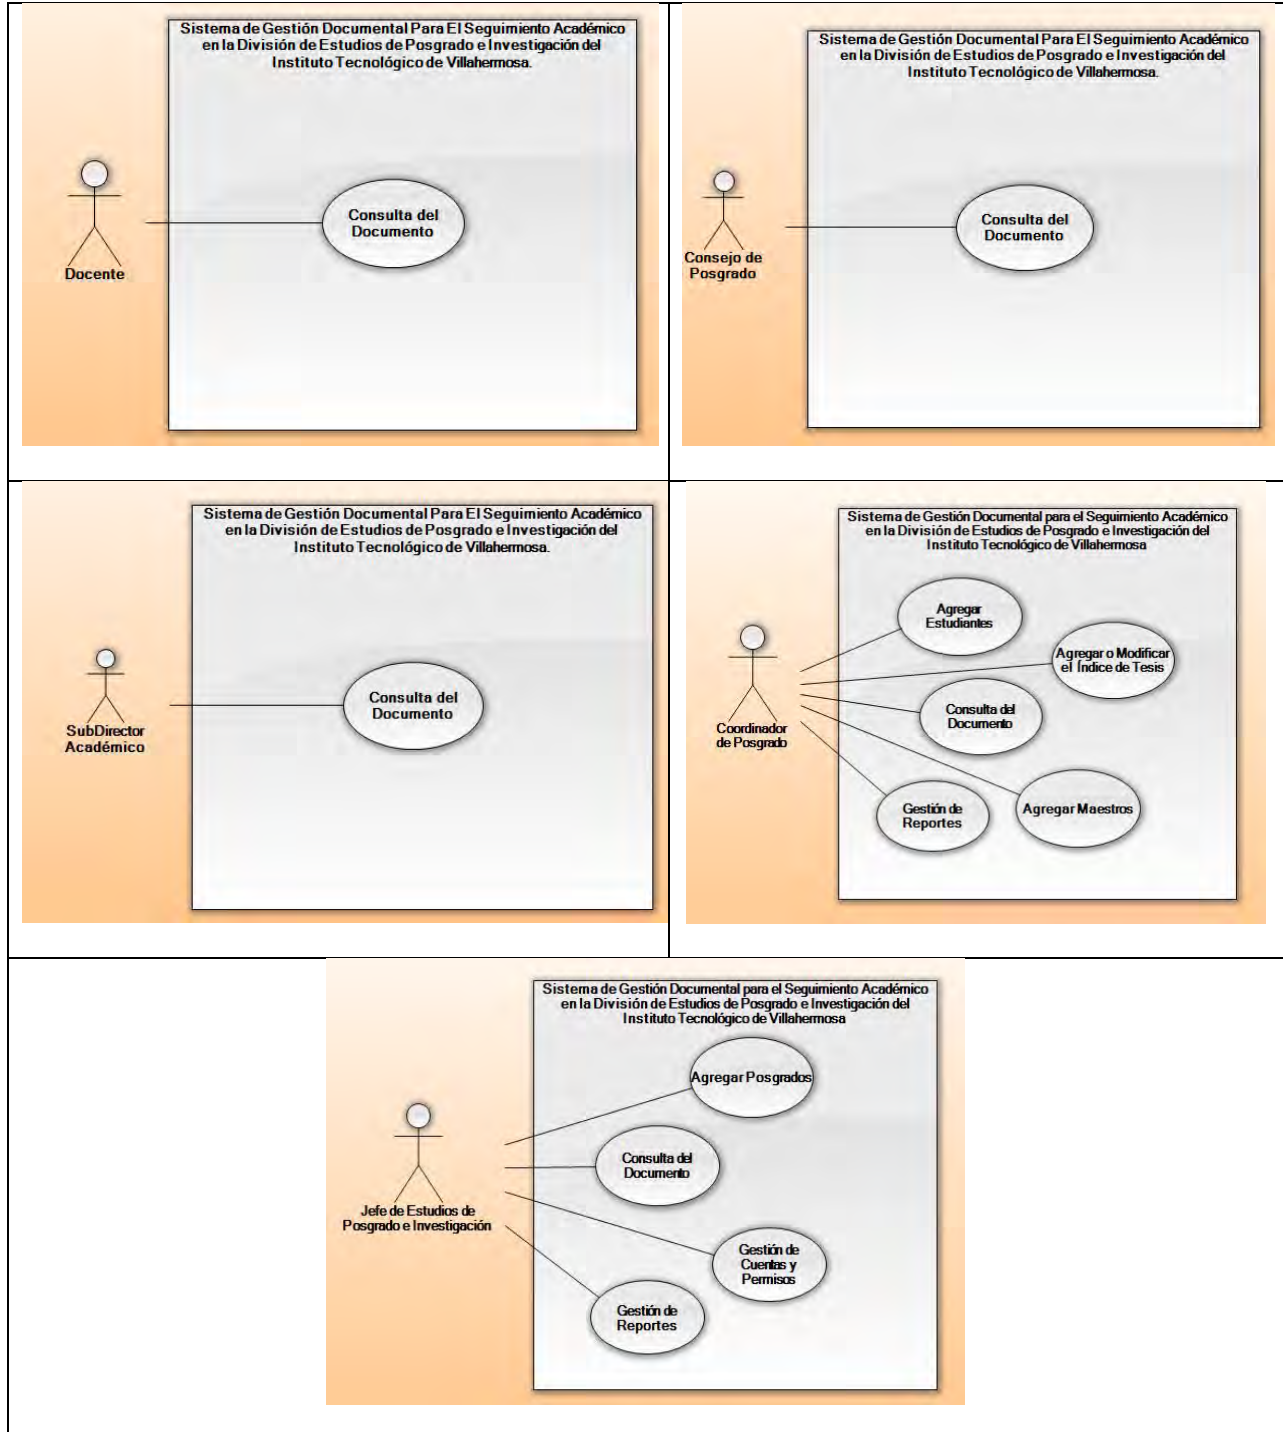 Sistema de Gestión Documental Para El Seguimiento Académico
en la División de Estudios de Posgrado e Investigación del
Instituto Tecnológico de Villahermosa.
Consulta del
Documento
Docente
Sistema de Gestión Documental Para El Seguimiento Académico
en la División de Estudios de Posgrado e Investigación del
Instituto Tecnológico de Villahermosa.
Consulta del
Documento
Consejo de
Posgrado
Sistema de Gestión Documental Para El Seguimiento Académico
en la División de Estudios de Posgrado e Investigación del
Instituto Tecnológico de Villahermosa.
Consulta del
Documento
SubDirector
Académico
Sistema de Gestión Documental para el Seguimiento Académico
en la División de Estudios de Posgrado e Investigación del
Instituto Tecnológico de Villahermosa
Agregar
Estudiantes
Agregar o Modificar
el Índice de Tesis
Consulta del
Documento
Coordinador
de Posgrado
Gestión de
Reportes
Agregar Maestros
Sistema de Gestión Documental para el Seguimiento Académico
en la División de Estudios de Posgrado e Investigación del
Instituto Tecnológico de Villahermosa
Agregar Posgrados
Consulta del
Documento
Jefe de Estudios de
Posgrado e Investigación
Gestión de
Cuentas y
Permisos
Gestión de
Reportes